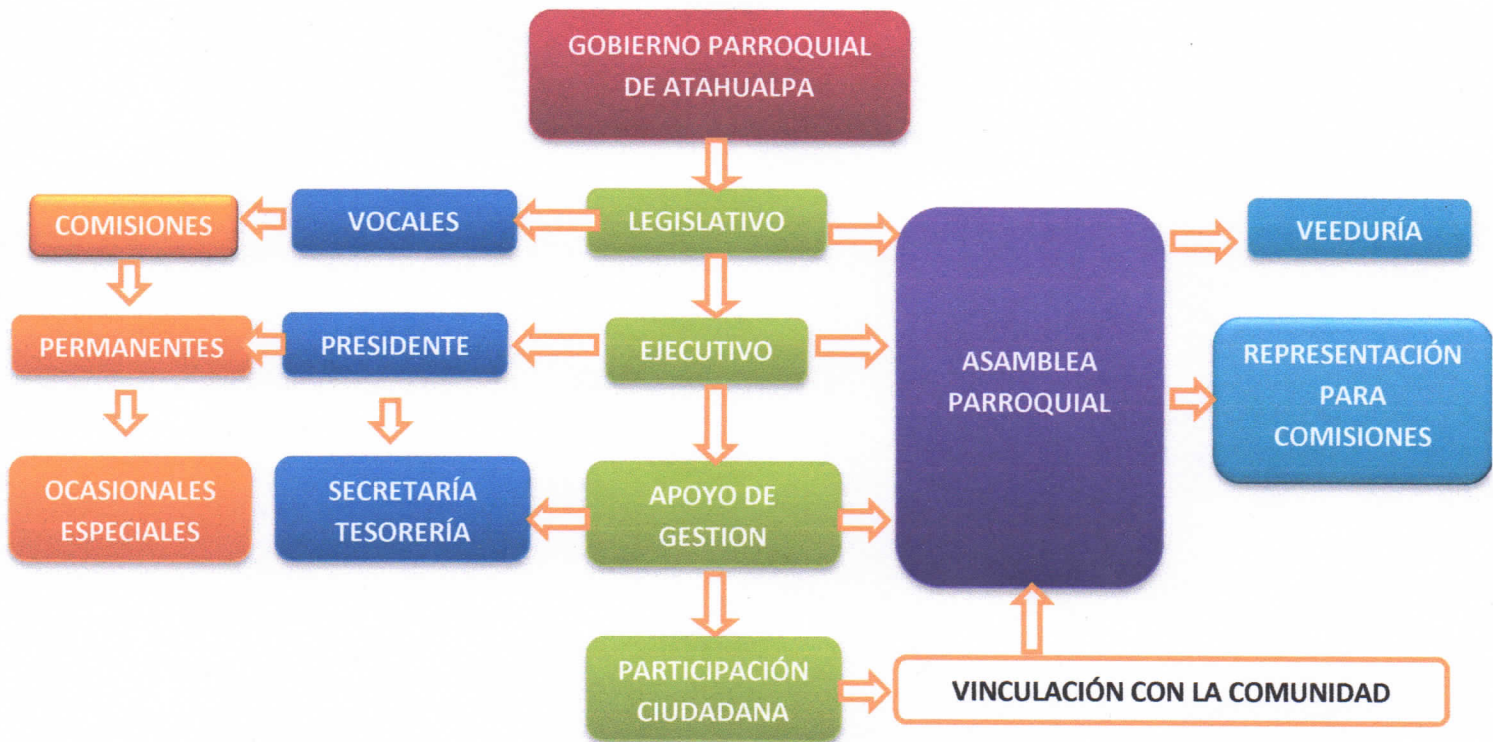 GOBIERNO PARROQUIAL
DE ATAHUALPA
COMISIONES
VOCALES
LEGISLATIVO
VEEDURÍA
PERMANENTES
PRESIDENTE
EJECUTIVO
ASAMBLEA
PARROQUIAL
REPRESENTACIÓN
PARA
COMISIONES
OCASIONALES
ESPECIALES
SECRETARÍA
TESORERÍA
APOYO DE
GESTION
PARTICIPACIÓN
CIUDADANA
VINCULACIÓN CON LA COMUNIDAD